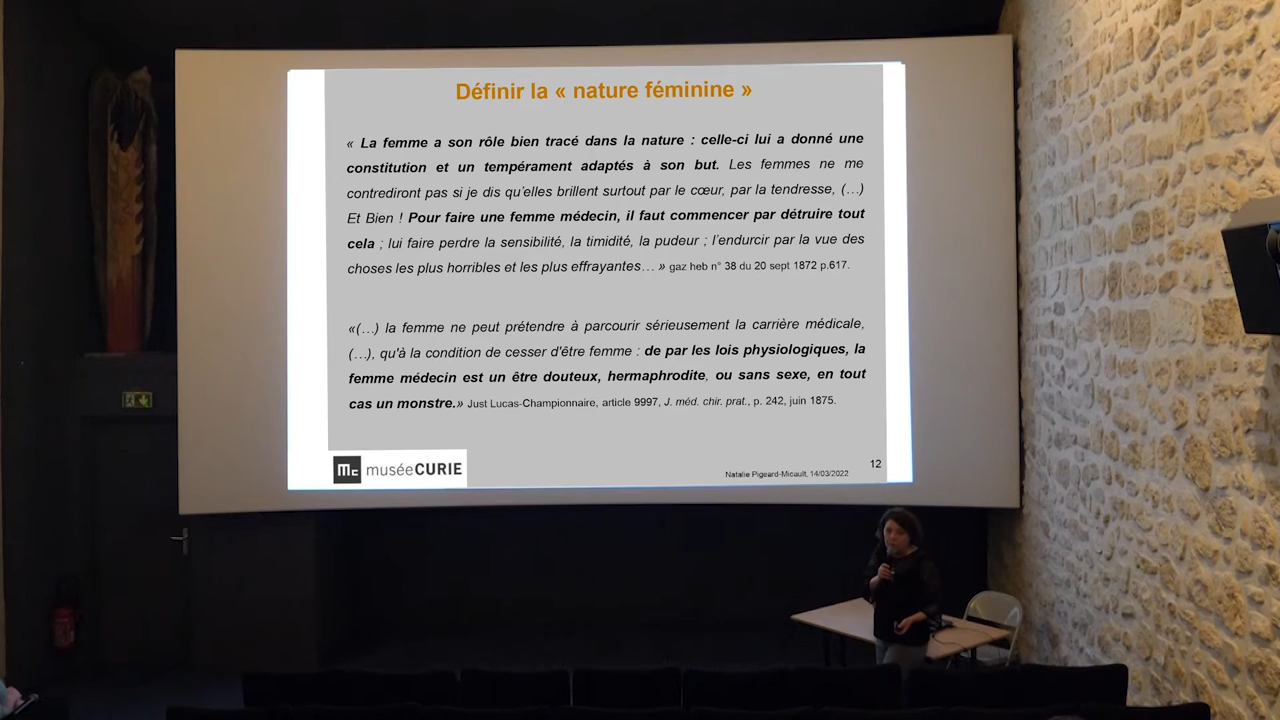 Définir la « nature féminine »
« La femme a son rôle bien tracé dans la nature : celle-ci lui a donné une
constitution et un tempérament adaptés à son but. Les femmes ne me
contrediront pas si je dis qu'elles brillent surtout par le cœur, par la tendresse, (…)
Et Bien ! Pour faire une femme médecin, il faut commencer par détruire tout
cela ; lui faire perdre la sensibilité, la timidité, la pudeur ; l'endurcir par la vue des
choses les plus horribles et les plus effrayantes… » gaz heb n° 38 du 20 sept 1872 p.617.
«(…) la femme ne peut prétendre à parcourir sérieusement la carrière médicale,
(…), qu'à la condition de cesser d'être femme : de par les lois physiologiques, la
femme médecin est un être douteux, hermaphrodite, ou sans sexe, en tout
cas un monstre.» Just Lucas-Championnaire, article 9997, J. méd. chir. prat., p. 242, juin 1875.
Mc muséeCURIE
Natalie Pigeard-Micault, 14/03/2022
12